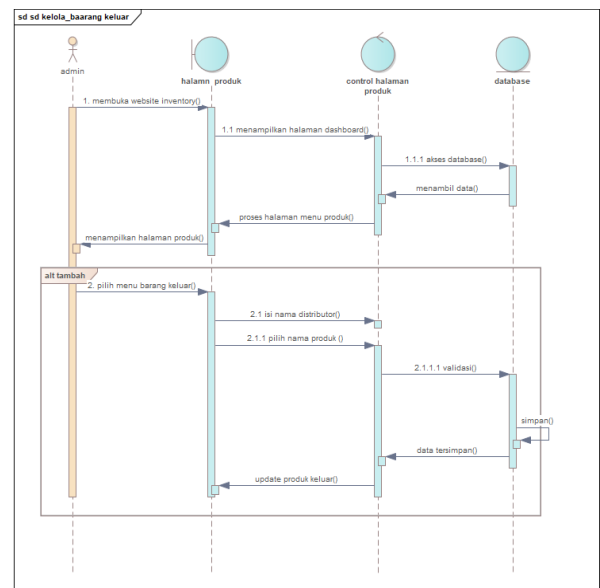 sd sd kelola_baarang keluar
admin
halamn produk
control halaman
produk
database
1. membuka website inventory()
1.1 menampilkan halaman dashboard()
1.1.1 akses database()
menambil data()
proses halaman menu produk()
menampilkan halaman produk()
alt tambah
2. pilih menu barang keluar()
2.1 isi nama distributor()
2.1.1 pilih nama produk ()
2.1.1.1 validasi()
simpan()
data tersimpan()
update produk keluar()